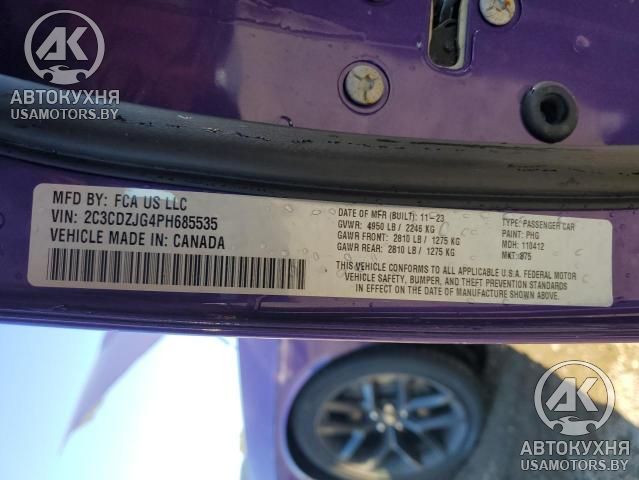 АК
АВТОКУХНЯ
USAMOTORS.BY
MFD BY: FCA US LLC
VIN: 2C3CDZJG4PH685535
VEHICLE MADE IN: CANADA
DATE OF MFR (BUILT): 11-23
GVWR: 4950 LB / 2246 KG
GAWR FRONT: 2810 LB / 1275 KG
GAWR REAR: 2810 LB / 1275 KG
TYPE: PASSENGER CAR
PAINT: PHG
MDH: 110412
MKT: 875
THIS VEHICLE CONFORMS TO ALL APPLICABLE U.S.A. FEDERAL MOTOR
VEHICLE SAFETY, BUMPER, AND THEFT PREVENTION STANDARDS
IN EFFECT ON THE DATE OF MANUFACTURE SHOWN ABOVE.
АК
АВТОКУХНЯ
USAMOTORS.BY